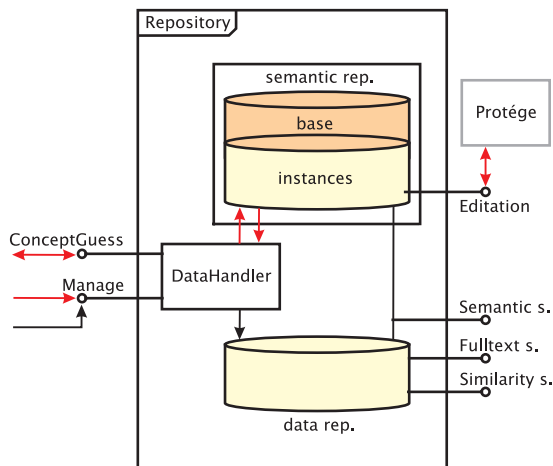 Repository
semantic rep.
base
Protége
instances
Editation
ConceptGuess
DataHandler
Manage
Semantic s.
Fulltext s.
Similarity s.
data rep.